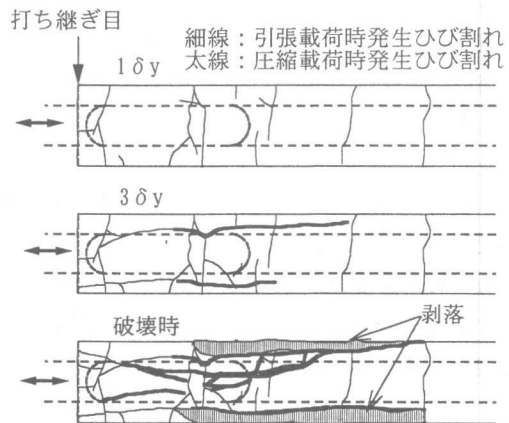 打ち継ぎ目
細線：引張載荷時発生ひび割れ
太線：圧縮載荷時発生ひび割れ
1δy
3δy
破壊時
剥落